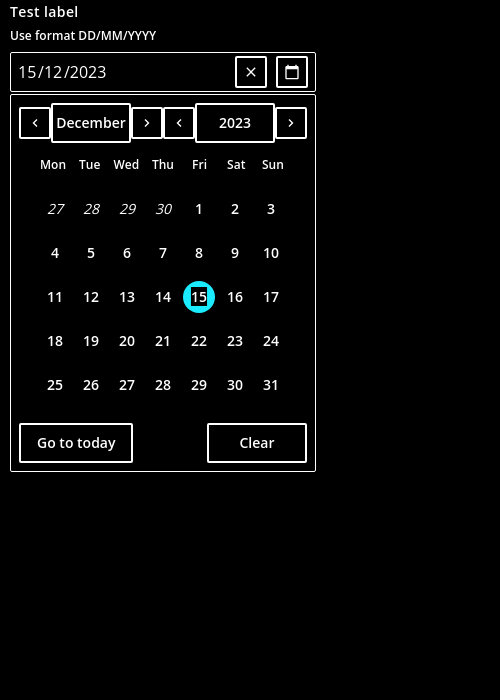 Test label
Use format DD/MM/YYYY
15/12/2023
December 2023
Mon Tue Wed Thu Fri Sat Sun
27 28 29 30 1 2 3
4 5 6 7 8 9 10
11 12 13 14 15 16 17
18 19 20 21 22 23 24
25 26 27 28 29 30 31
Go to today Clear